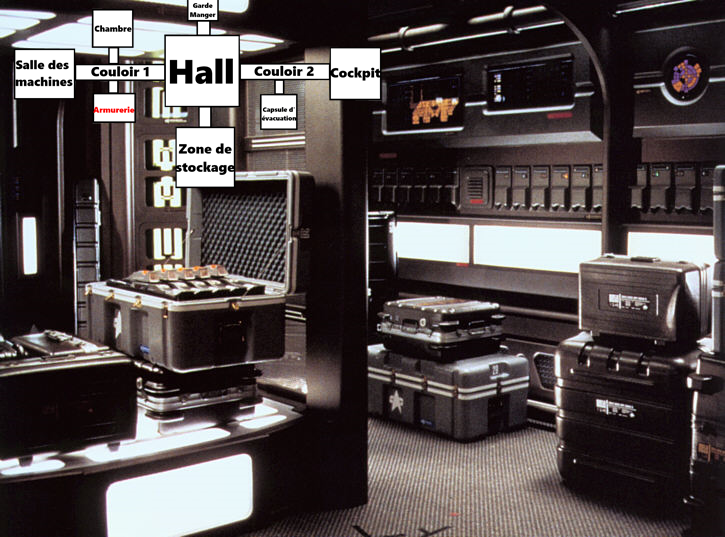 Garde
Manger
Chambre
Salle des
machines
Couloir 1
Hall
Couloir 2
Cockpit
Armurerie
Capsule d'
évacuation
Zone de
stockage